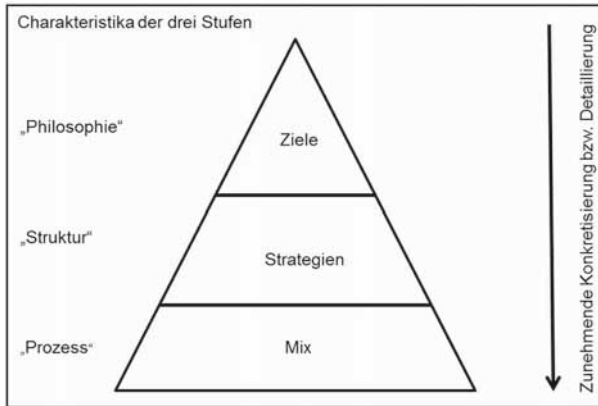 Charakteristika der drei Stufen
„Philosophie“
Ziele
„Struktur“
Strategien
„Prozess“
Mix
Zunehmende Konkretisierung bzw. Detaillierung